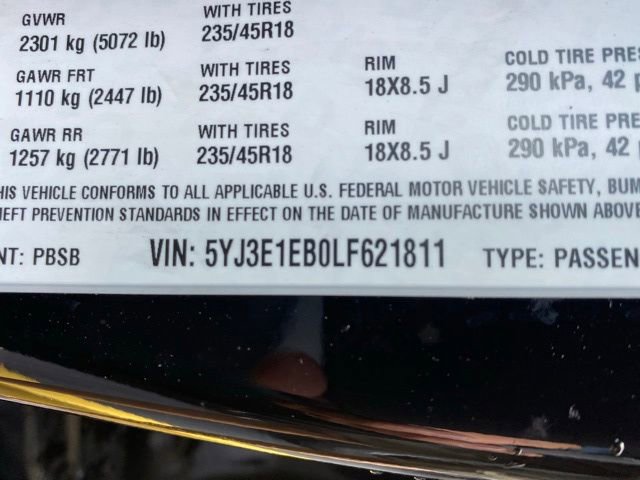 GVWR WITH TIRES
2301 kg (5072 lb) 235/45R18
GAWR FRT WITH TIRES RIM COLD TIRE PRES
1110 kg (2447 lb) 235/45R18 18X8.5 J 290 kPa, 42 p
GAWR RR WITH TIRES RIM COLD TIRE PRE
1257 kg (2771 lb) 235/45R18 18X8.5 J 290 kPa, 42
HIS VEHICLE CONFORMS TO ALL APPLICABLE U.S. FEDERAL MOTOR VEHICLE SAFETY, BUM
HEFT PREVENTION STANDARDS IN EFFECT ON THE DATE OF MANUFACTURE SHOWN ABOVE
NT: PBSB VIN: 5YJ3E1EB0LF621811 TYPE: PASSEN